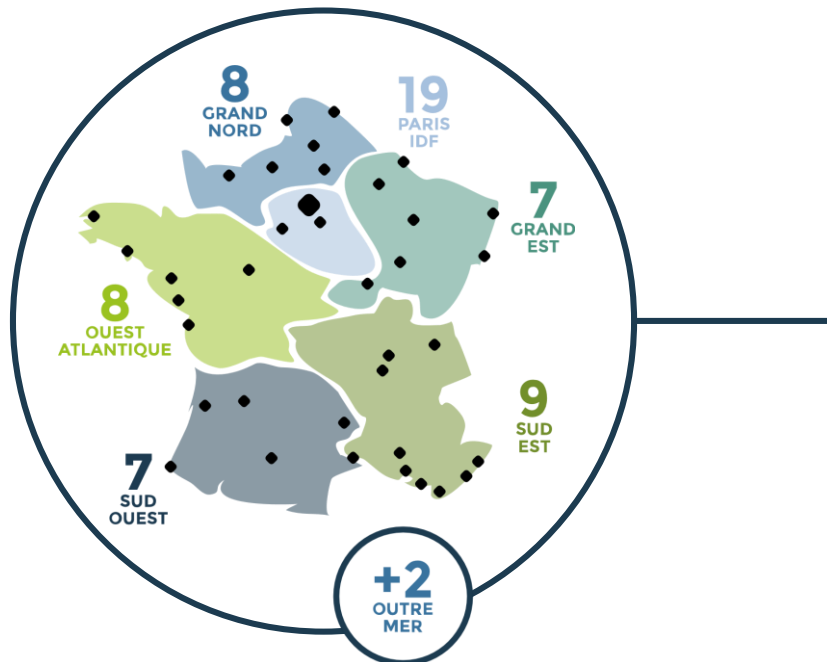 8
GRAND
NORD
19
PARIS
IDF
7
GRAND
EST
8
OUEST
ATLANTIQUE
9
SUD
EST
7
SUD
OUEST
+2
OUTRE
MER